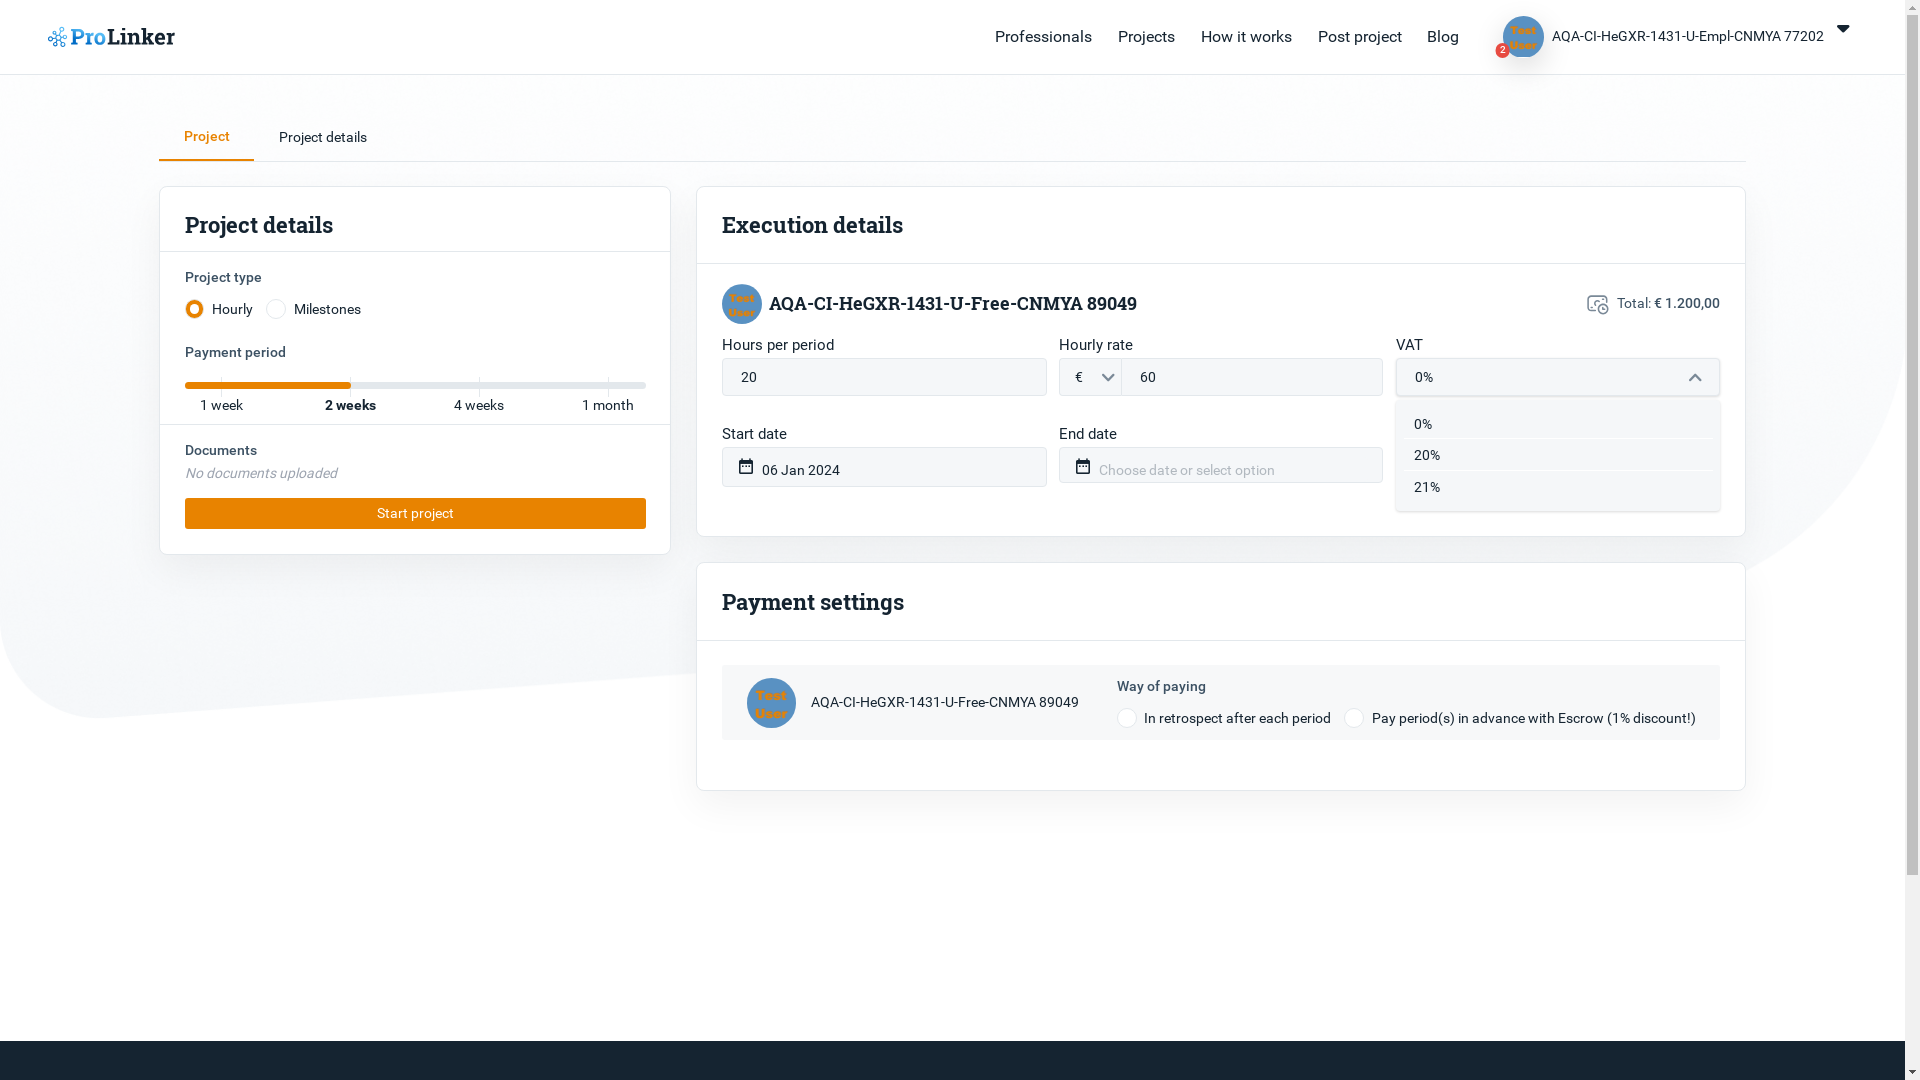 ProLinker
Professionals
Projects
How it works
Post project
Blog
Test
User
2
AQA-CI-HeGXR-1431-U-Empl-CNMYA 77202
Project
Project details
Project details
Project type
Hourly
Milestones
Payment period
1 week
2 weeks
4 weeks
1 month
Documents
No documents uploaded
Start project
Execution details
Test
User
AQA-CI-HeGXR-1431-U-Free-CNMYA 89049
Total: € 1.200,00
Hours per period
20
Hourly rate
€
60
VAT
0%
0%
20%
21%
Start date
06 Jan 2024
End date
Choose date or select option
Payment settings
Test
User
AQA-CI-HeGXR-1431-U-Free-CNMYA 89049
Way of paying
In retrospect after each period
Pay period(s) in advance with Escrow (1% discount!)